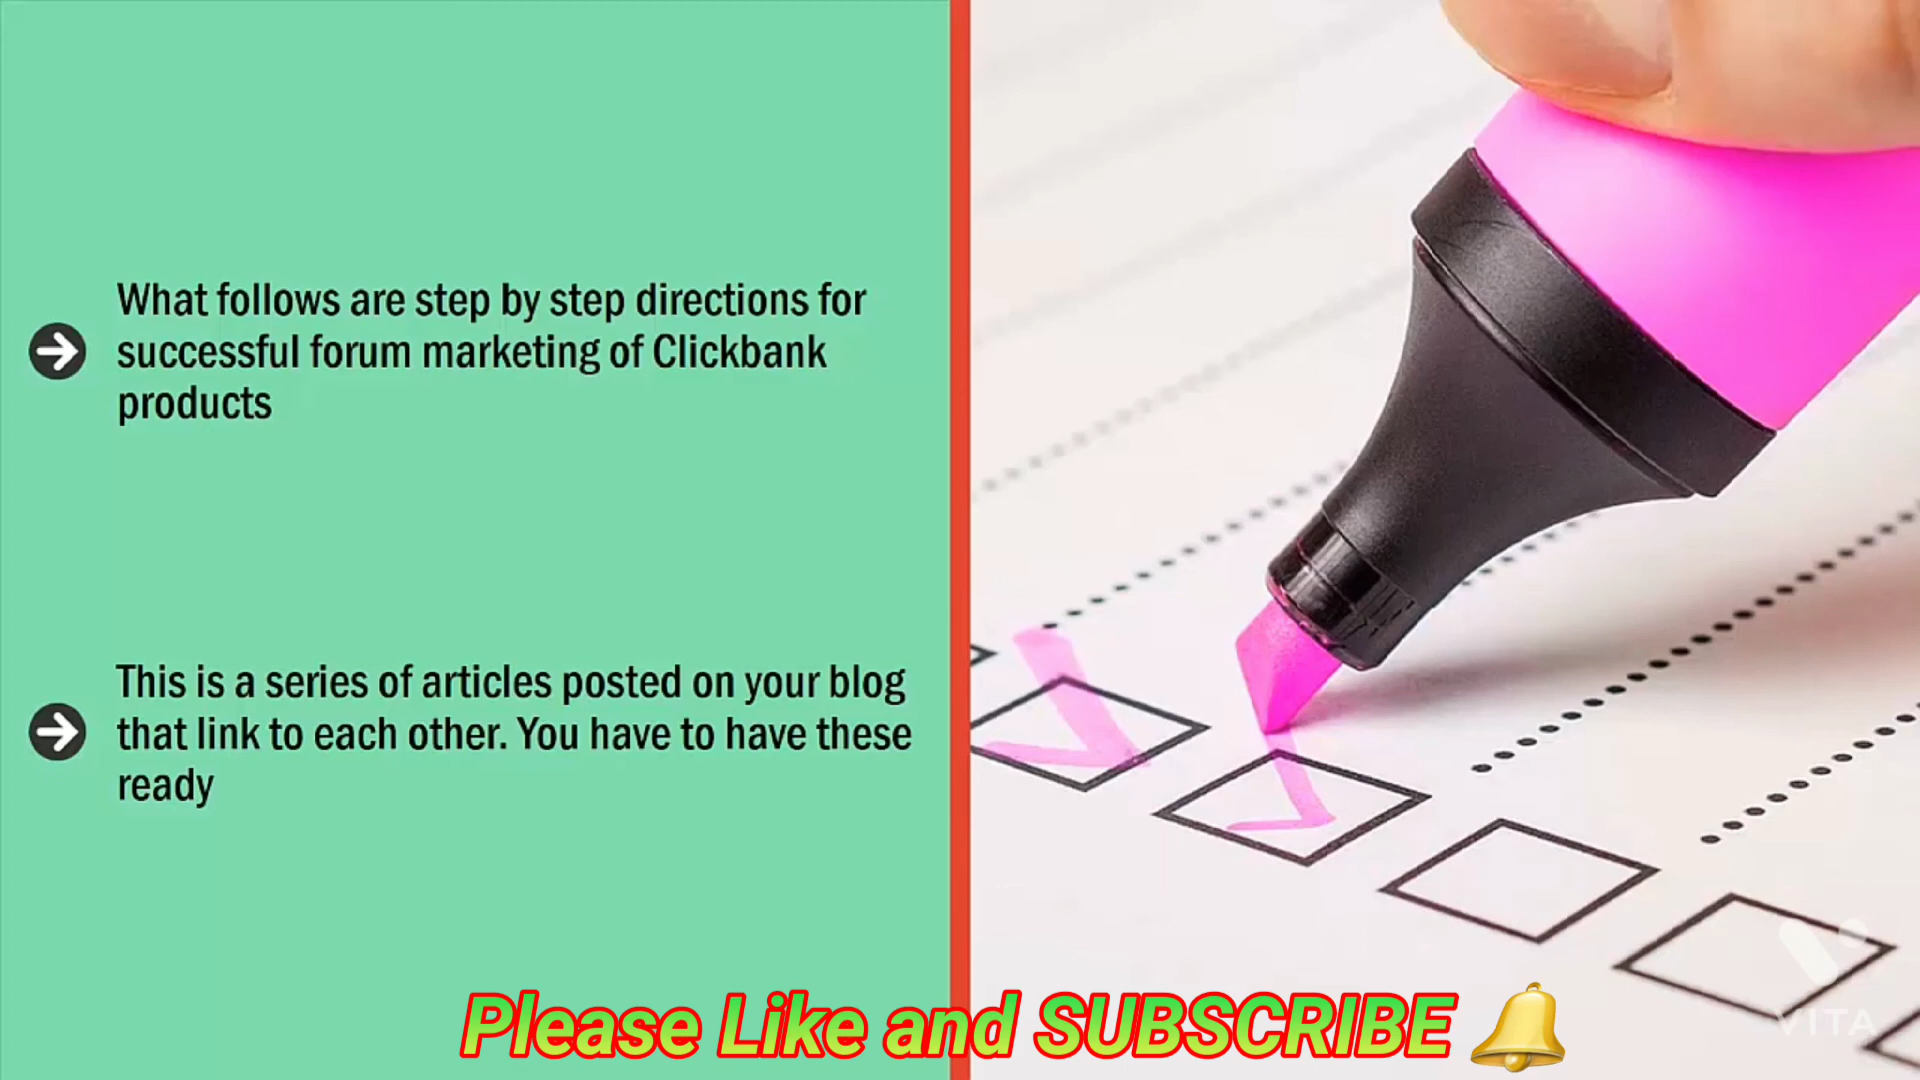 What follows are step by step directions for
successful forum marketing of Clickbank
products
This is a series of articles posted on your blog
that link to each other. You have to have these
ready
Please Like and SUBSCRIBE
VITA